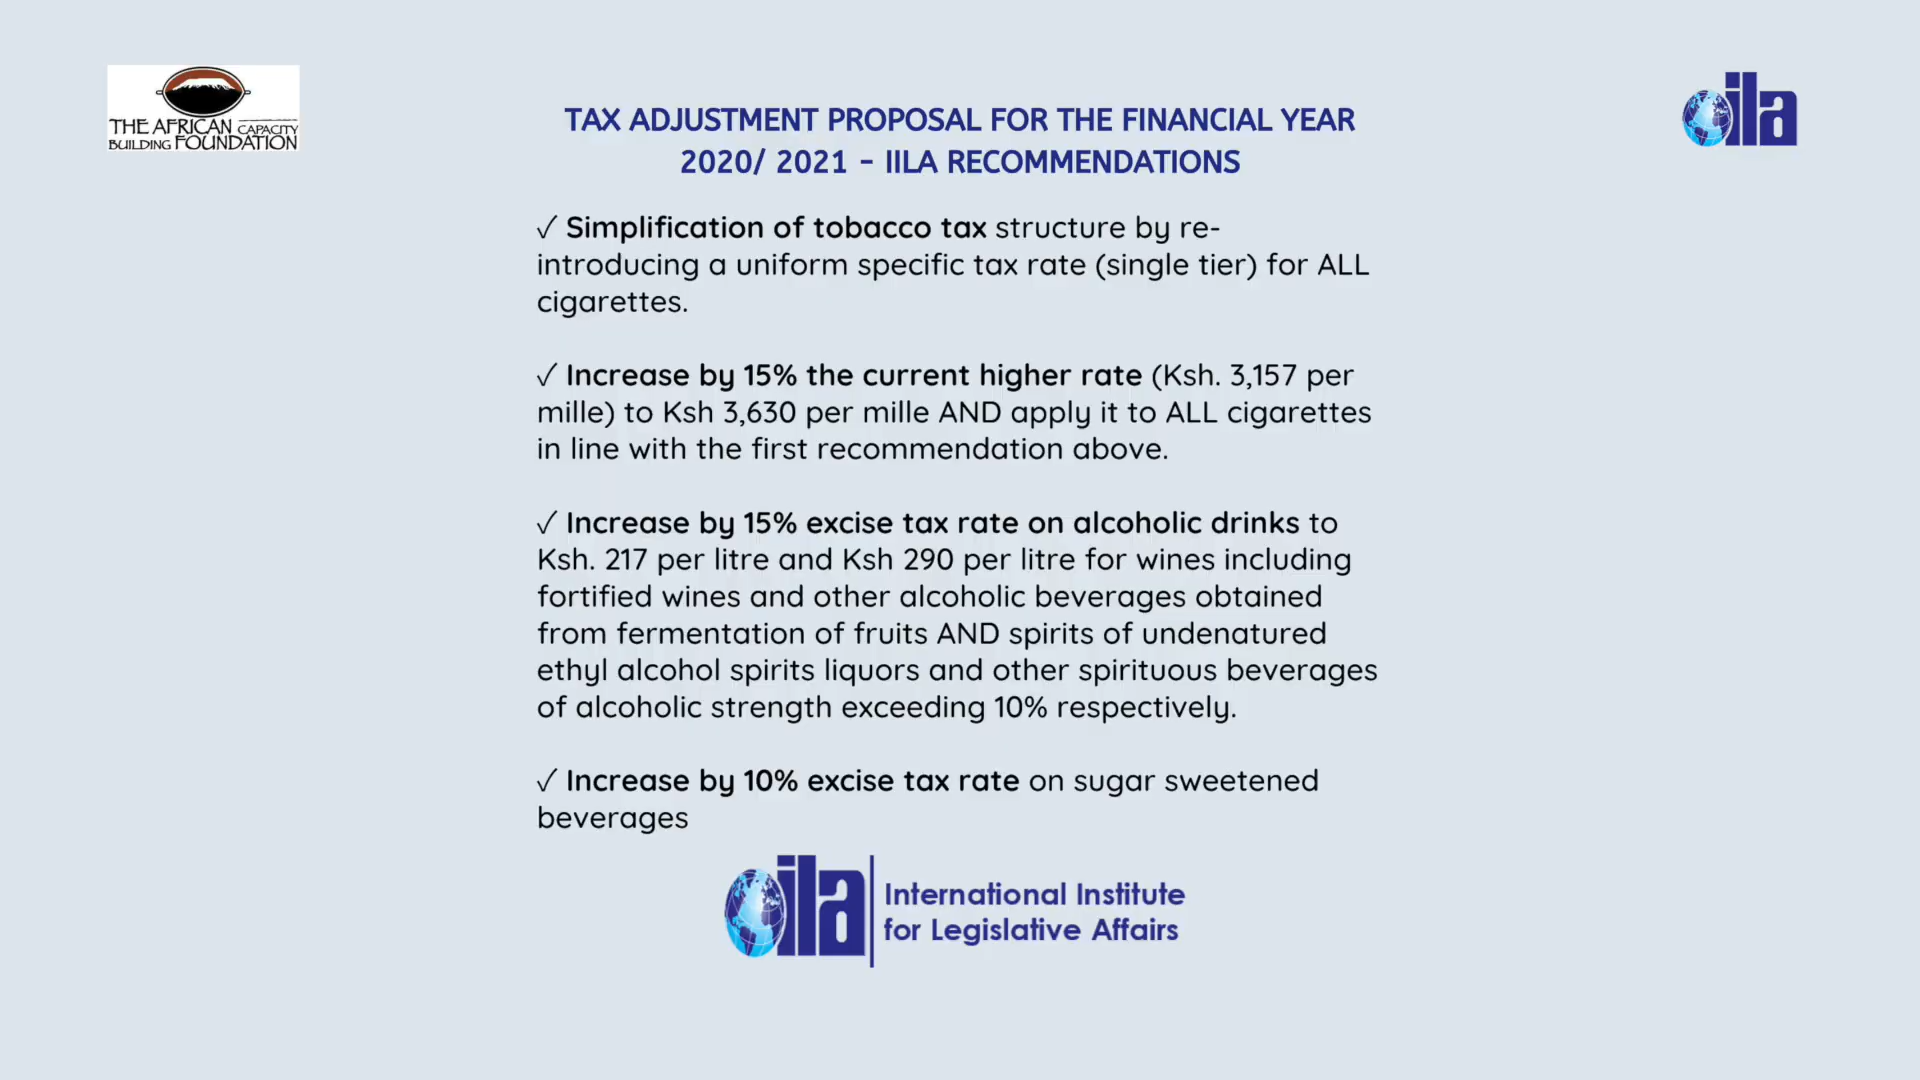 THE AFRICAN CAPACITY
BUILDING FOUNDATION
iila
TAX ADJUSTMENT PROPOSAL FOR THE FINANCIAL YEAR
2020/ 2021 - IILA RECOMMENDATIONS
✓ Simplification of tobacco tax structure by re-
introducing a uniform specific tax rate (single tier) for ALL
cigarettes.
✓ Increase by 15% the current higher rate (Ksh. 3,157 per
mille) to Ksh 3,630 per mille AND apply it to ALL cigarettes
in line with the first recommendation above.
✓ Increase by 15% excise tax rate on alcoholic drinks to
Ksh. 217 per litre and Ksh 290 per litre for wines including
fortified wines and other alcoholic beverages obtained
from fermentation of fruits AND spirits of undenatured
ethyl alcohol spirits liquors and other spirituous beverages
of alcoholic strength exceeding 10% respectively.
✓ Increase by 10% excise tax rate on sugar sweetened
beverages
iila
International Institute
for Legislative Affairs